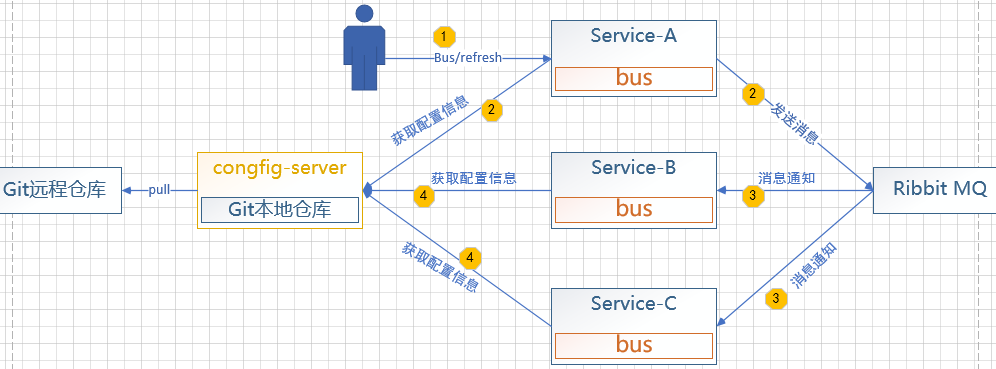 1
Bus/refresh
Service-A
bus
2
获取配置信息
2
发送消息
Git远程仓库
pull
congfig-server
Git本地仓库
获取配置信息
4
Service-B
bus
消息通知
3
Ribbit MQ
获取配置信息
4
消息通知
3
Service-C
bus